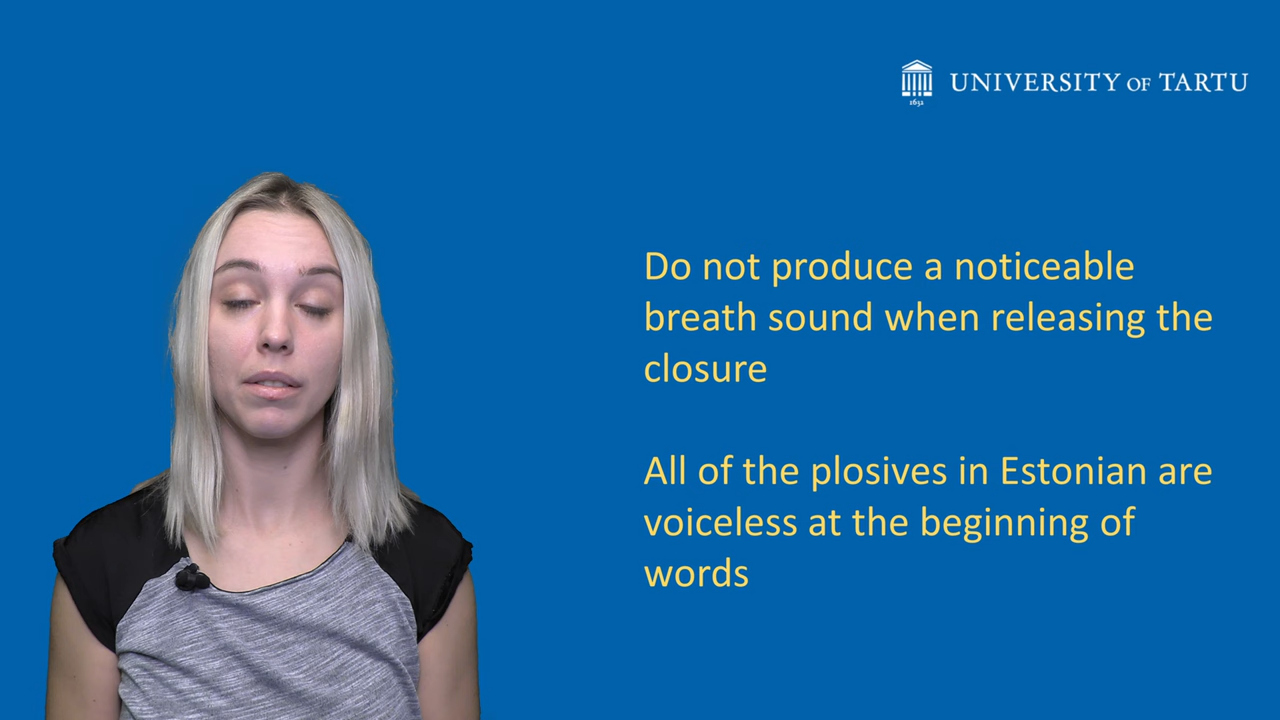 1632
UNIVERSITY OF TARTU
Do not produce a noticeable
breath sound when releasing the
closure
All of the plosives in Estonian are
voiceless at the beginning of
words